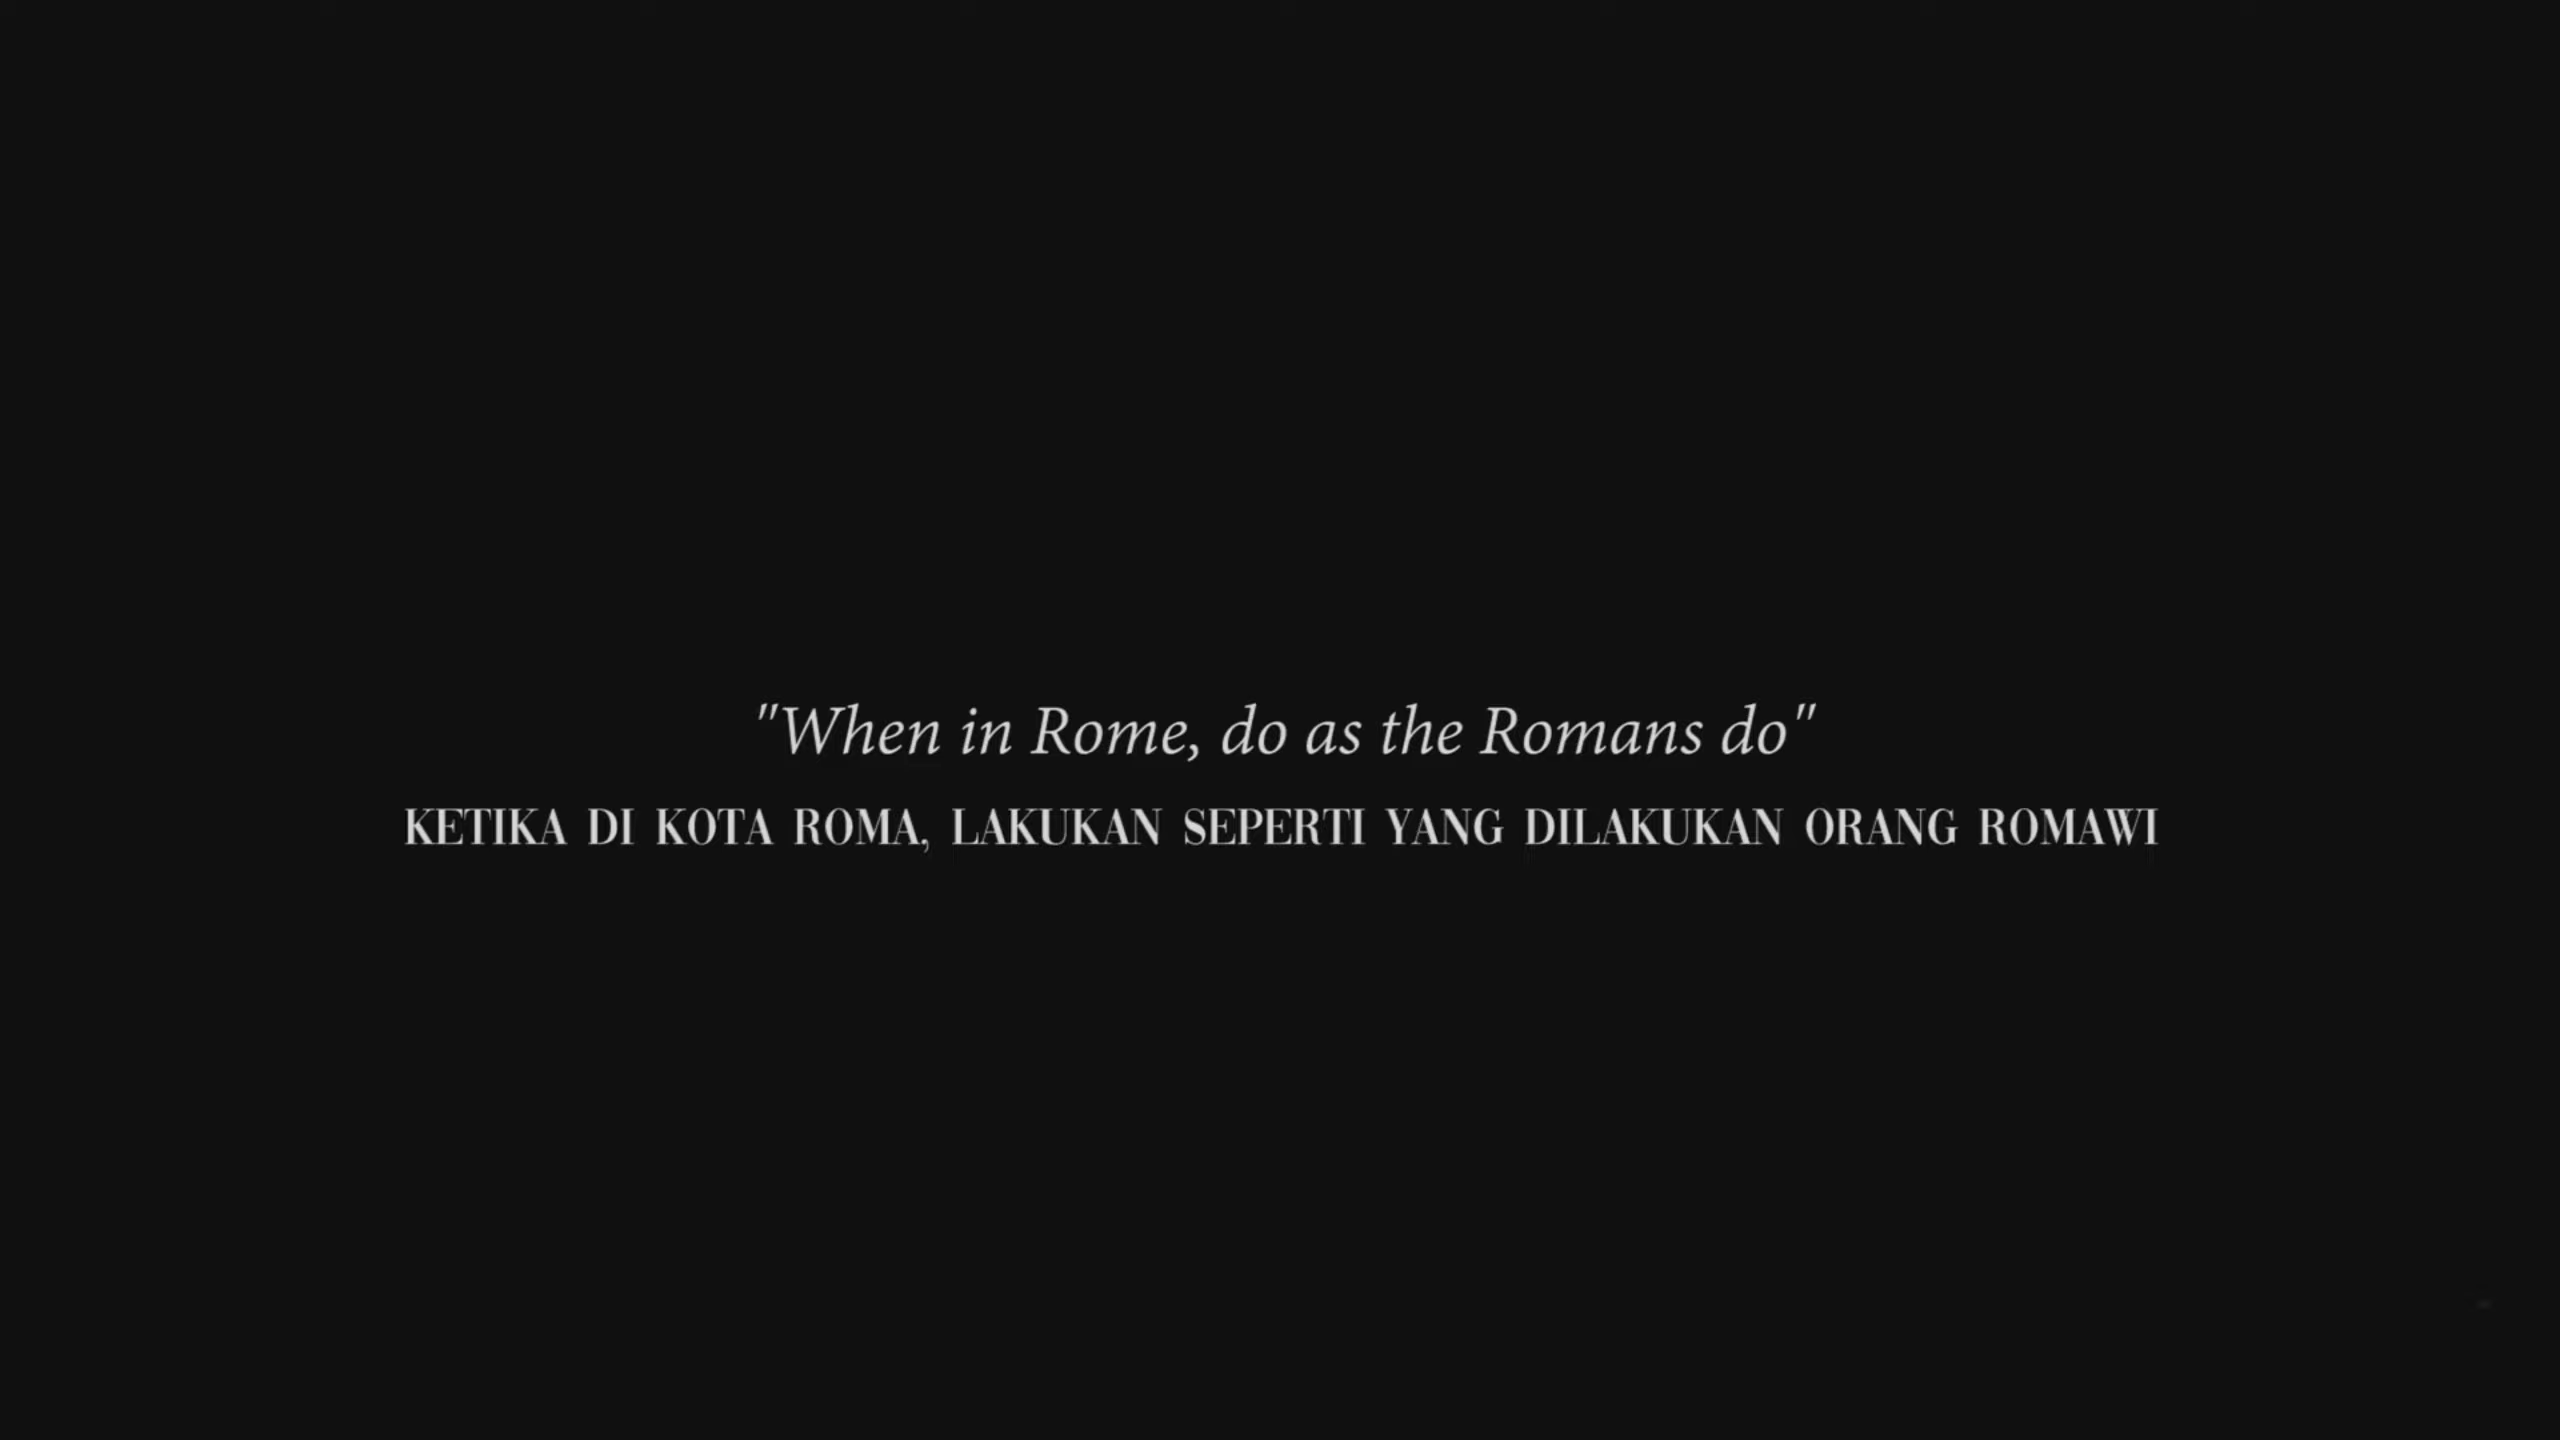 "When in Rome, do as the Romans do"
KETIKA DI KOTA ROMA, LAKUKAN SEPERTI YANG DILAKUKAN ORANG ROMAWI